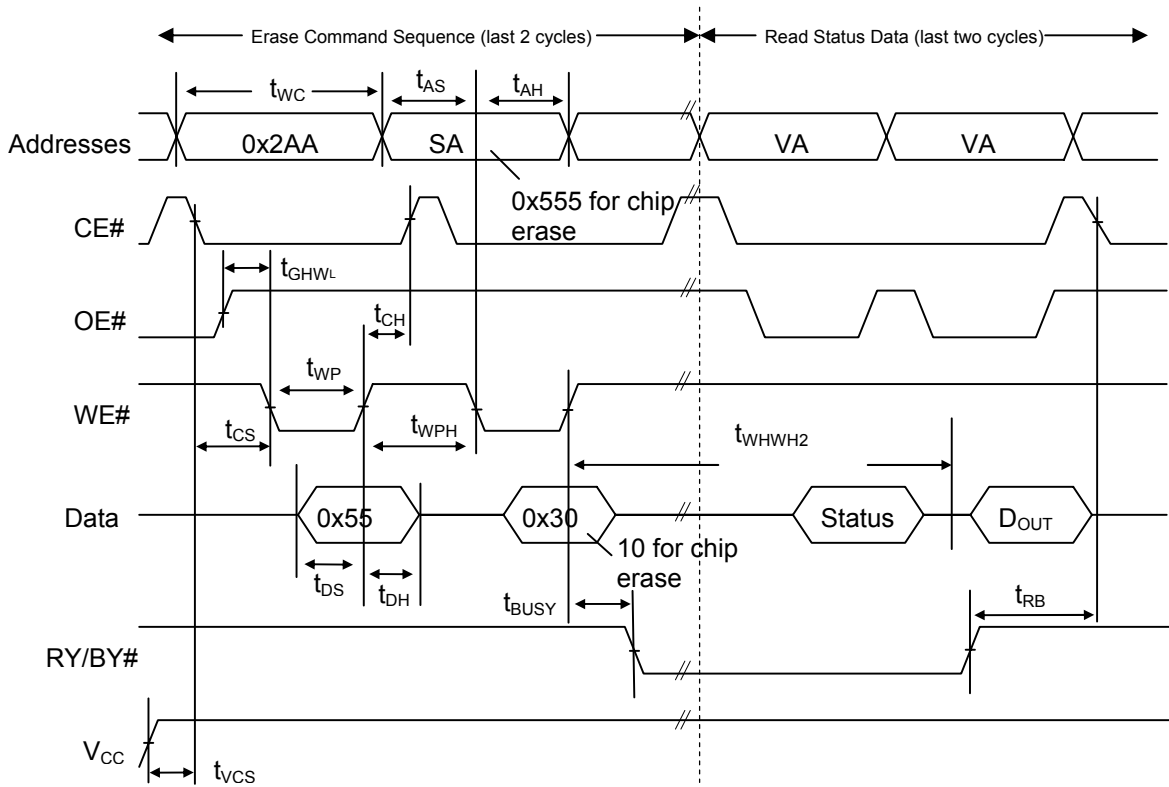 Erase Command Sequence (last 2 cycles)
Read Status Data (last two cycles)
tWC
tAS
tAH
Addresses
0x2AA
SA
VA
VA
0x555 for chip
erase
CE#
tGHWL
OE#
tCH
tWP
WE#
tCS
tWPH
tWHWH2
Data
0x55
0x30
Status
DOUT
10 for chip
erase
tDS
tDH
tBUSY
tRB
RY/BY#
VCC
tVCS